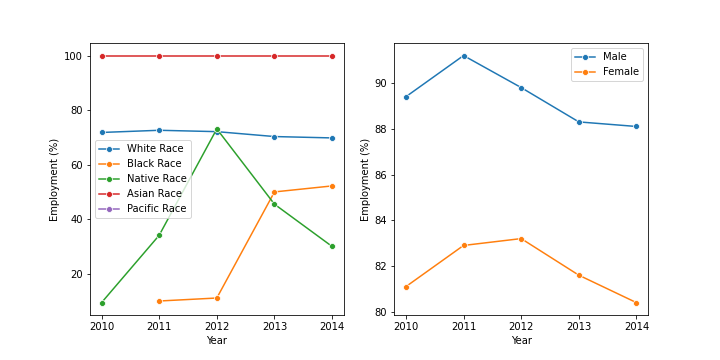 100
80
60
40
20
Employment (%)
White Race
Black Race
Native Race
Asian Race
Pacific Race
2010 2011 2012 2013 2014
Year
90
88
86
84
82
80
Employment (%)
Male
Female
2010 2011 2012 2013 2014
Year